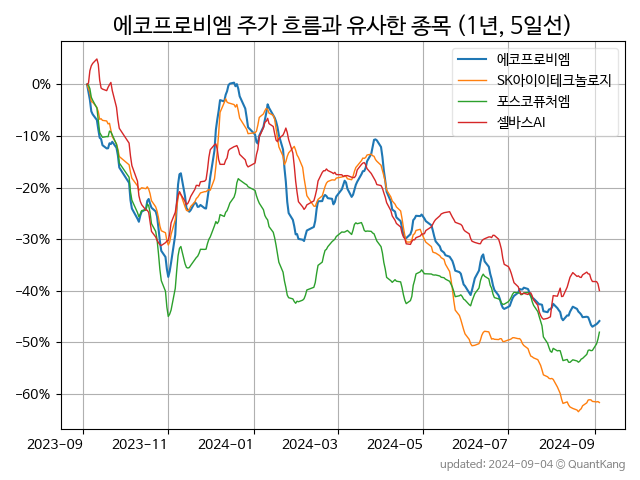 에코프로비엠 주가 흐름과 유사한 종목 (1년, 5일선)
에코프로비엠
SK아이이테크놀로지
포스코퓨처엠
셀바스AI
0%
−10%
−20%
−30%
−40%
−50%
−60%
2023-09 2023-11 2024-01 2024-03 2024-05 2024-07 2024-09
updated: 2024-09-04 @ QuantKang